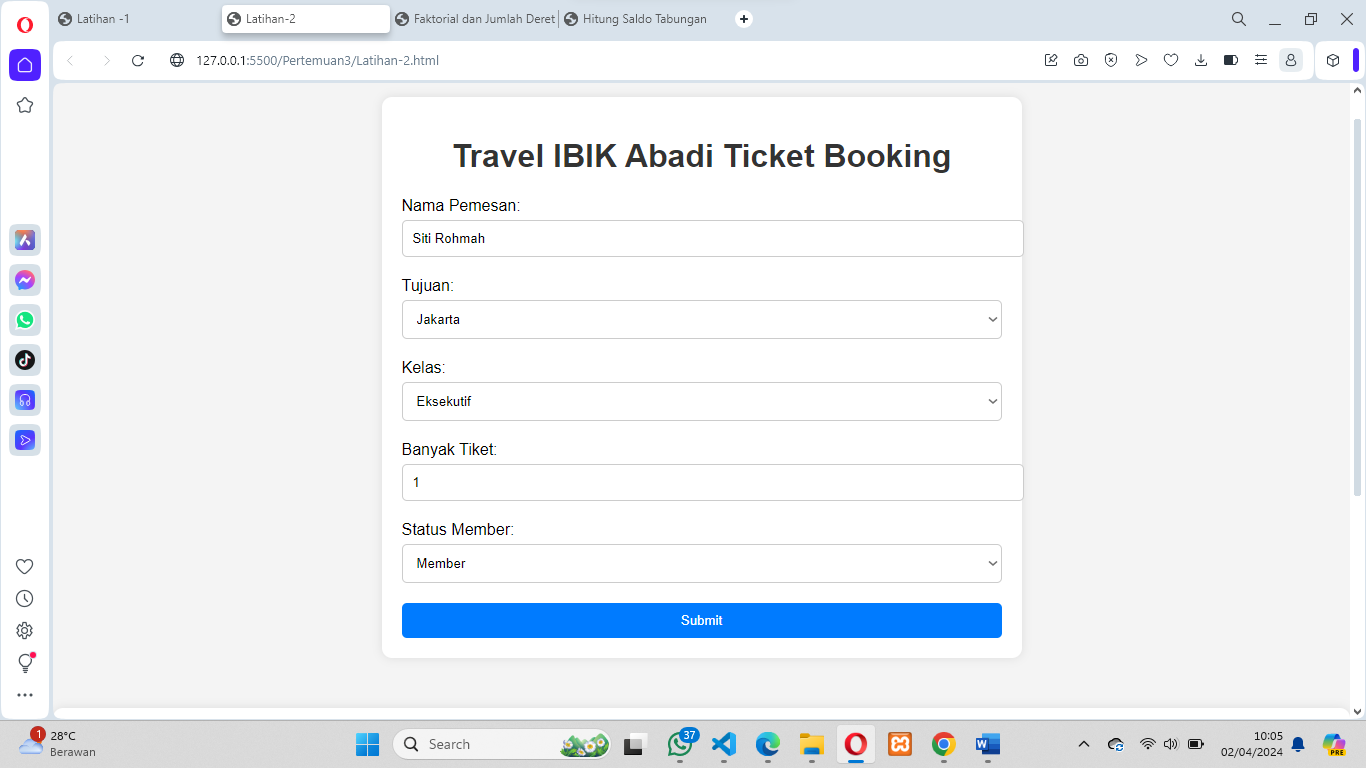 Latihan -1
Latihan-2
Faktorial dan Jumlah Deret
Hitung Saldo Tabungan
127.0.0.1:5500/Pertemuan3/Latihan-2.html
Travel IBIK Abadi Ticket Booking
Nama Pemesan:
Siti Rohmah
Tujuan:
Jakarta
Kelas:
Eksekutif
Banyak Tiket:
1
Status Member:
Member
Submit
1
28°C
Berawan
Search
37
10:05
02/04/2024
PRE